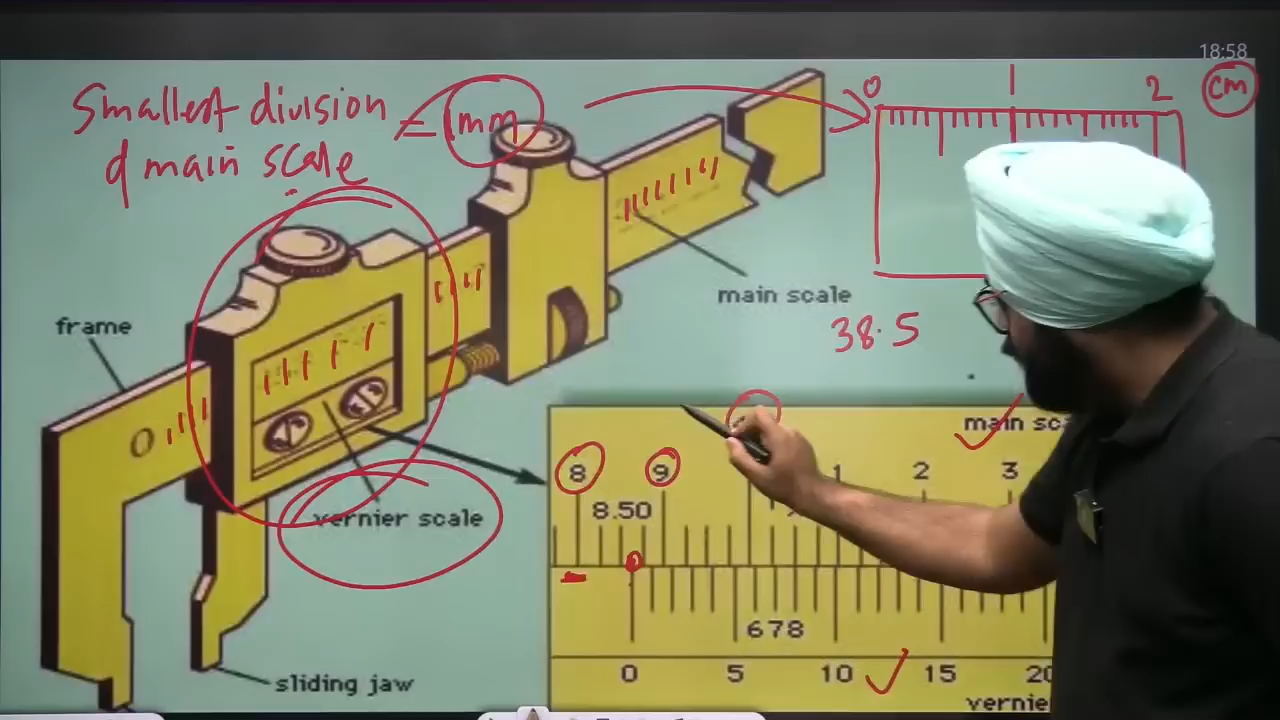 18:58
Smallest division
of main scale
= 1mm
0 1 2 cm
frame
main scale
38.5
vernier scale
main sca
8 9 1 2 3
8.50
0
678
0 5 10 15 20
vernie
sliding jaw